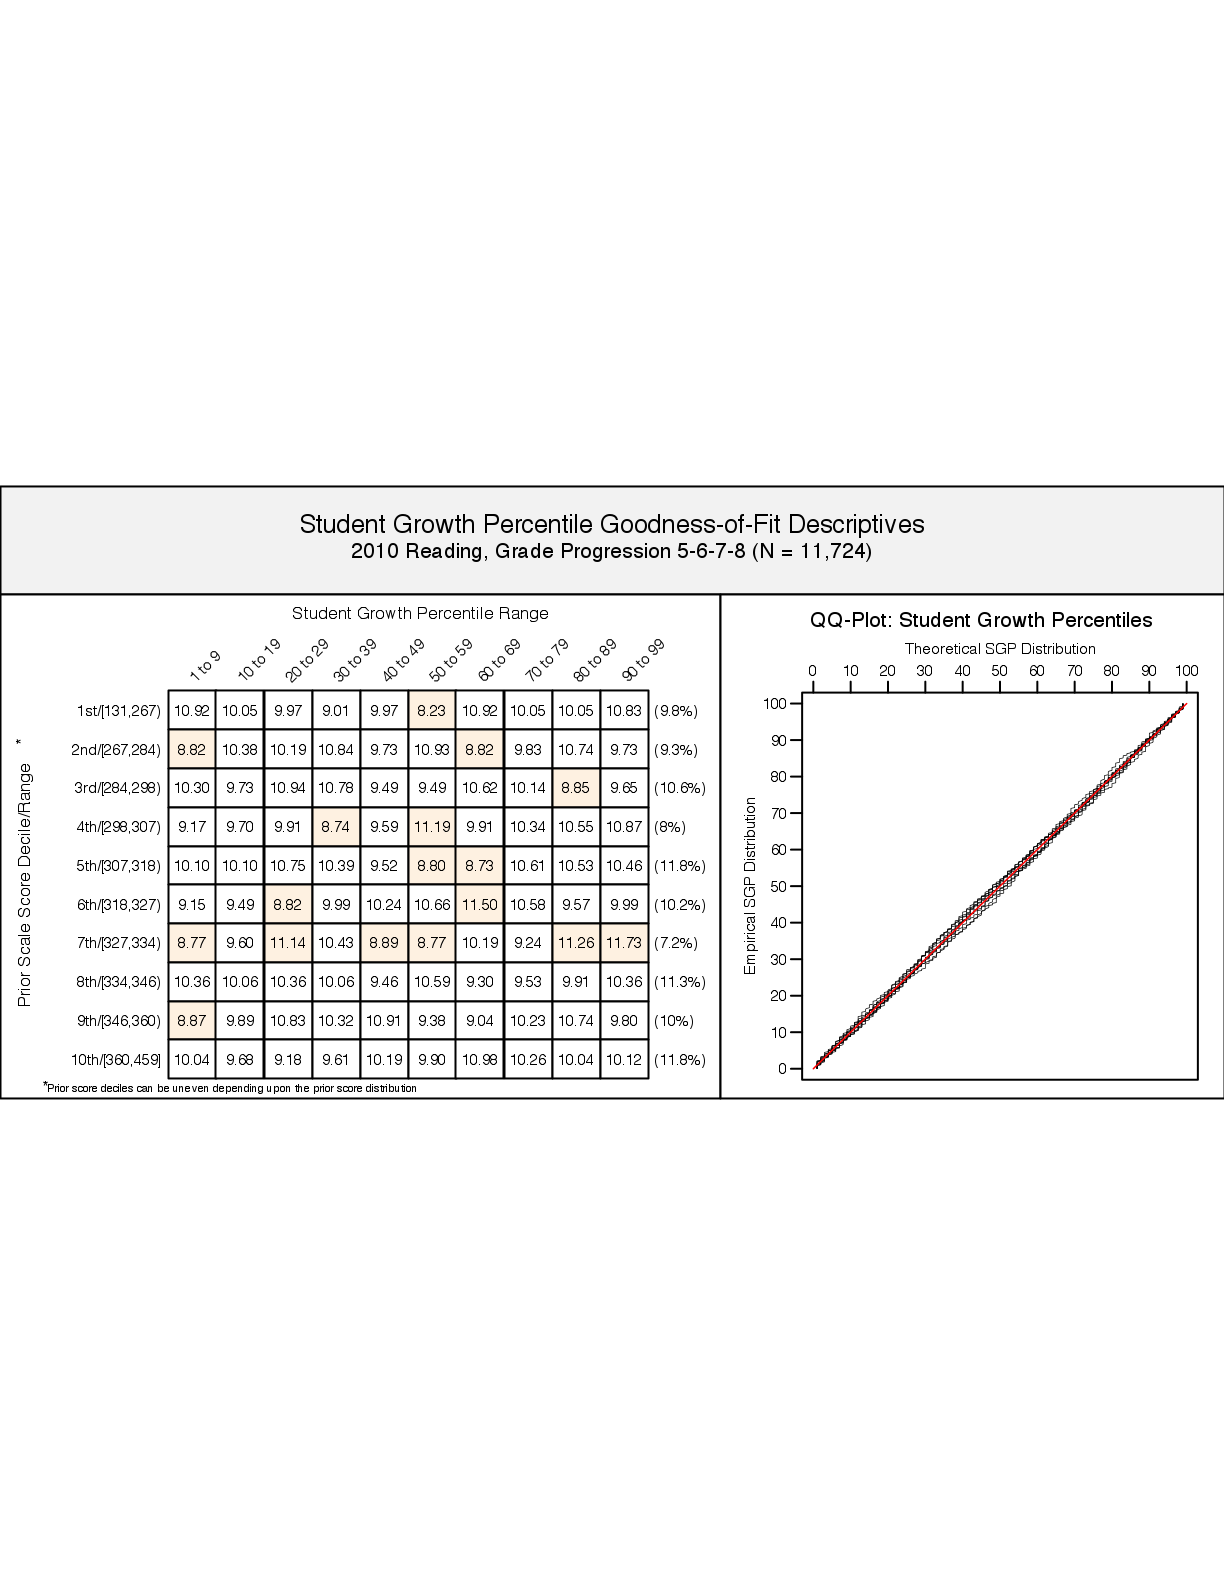 Student Growth Percentile Goodness-of-Fit Descriptives
2010 Reading, Grade Progression 5-6-7-8 (N = 11,724)
Student Growth Percentile Range
1 to 9 10 to 19 20 to 29 30 to 39 40 to 49 50 to 59 60 to 69 70 to 79 80 to 89 90 to 99
Prior Scale Score Decile/Range *
1st/[131,267) 10.92 10.05 9.97 9.01 9.97 8.23 10.92 10.05 10.05 10.83 (9.8%)
2nd/[267,284) 8.82 10.38 10.19 10.84 9.73 10.93 8.82 9.83 10.74 9.73 (9.3%)
3rd/[284,298) 10.30 9.73 10.94 10.78 9.49 9.49 10.62 10.14 8.85 9.65 (10.6%)
4th/[298,307) 9.17 9.70 9.91 8.74 9.59 11.19 9.91 10.34 10.55 10.87 (8%)
5th/[307,318) 10.10 10.10 10.75 10.39 9.52 8.80 8.73 10.61 10.53 10.46 (11.8%)
6th/[318,327) 9.15 9.49 8.82 9.99 10.24 10.66 11.50 10.58 9.57 9.99 (10.2%)
7th/[327,334) 8.77 9.60 11.14 10.43 8.89 8.77 10.19 9.24 11.26 11.73 (7.2%)
8th/[334,346) 10.36 10.06 10.36 10.06 9.46 10.59 9.30 9.53 9.91 10.36 (11.3%)
9th/[346,360) 8.87 9.89 10.83 10.32 10.91 9.38 9.04 10.23 10.74 9.80 (10%)
10th/[360,459] 10.04 9.68 9.18 9.61 10.19 9.90 10.98 10.26 10.04 10.12 (11.8%)
*Prior score deciles can be uneven depending upon the prior score distribution
QQ-Plot: Student Growth Percentiles
Theoretical SGP Distribution
0 10 20 30 40 50 60 70 80 90 100
Empirical SGP Distribution
100
90
80
70
60
50
40
30
20
10
0